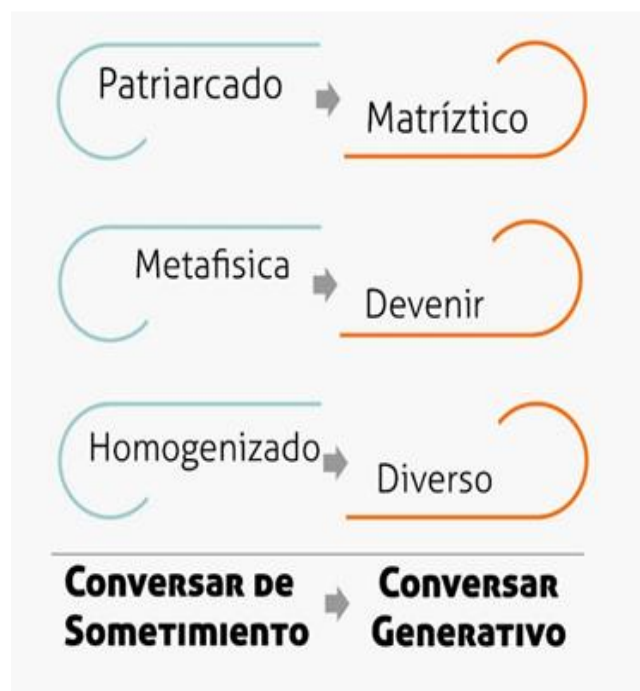 Patriarcado
Matríztico
Metafisica
Devenir
Homogenizado
Diverso
Conversar de
Sometimiento
Conversar
Generativo